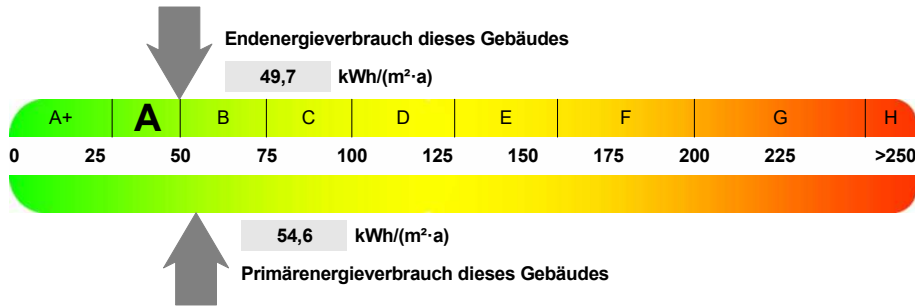 Endenergieverbrauch dieses Gebäudes
49,7 kWh/(m²·a)
A+ A B C D E F G H
0 25 50 75 100 125 150 175 200 225 >250
54,6 kWh/(m²·a)
Primärenergieverbrauch dieses Gebäudes